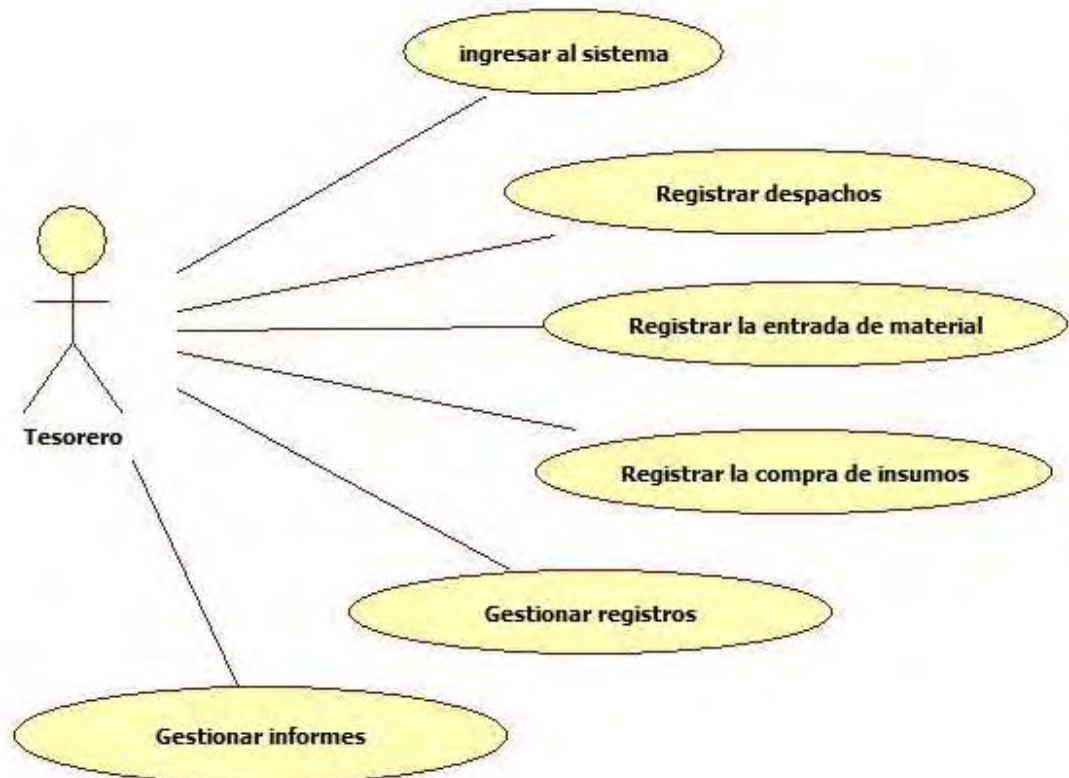 ingresar al sistema
Registrar despachos
Registrar la entrada de material
Tesorero
Registrar la compra de insumos
Gestionar registros
Gestionar informes